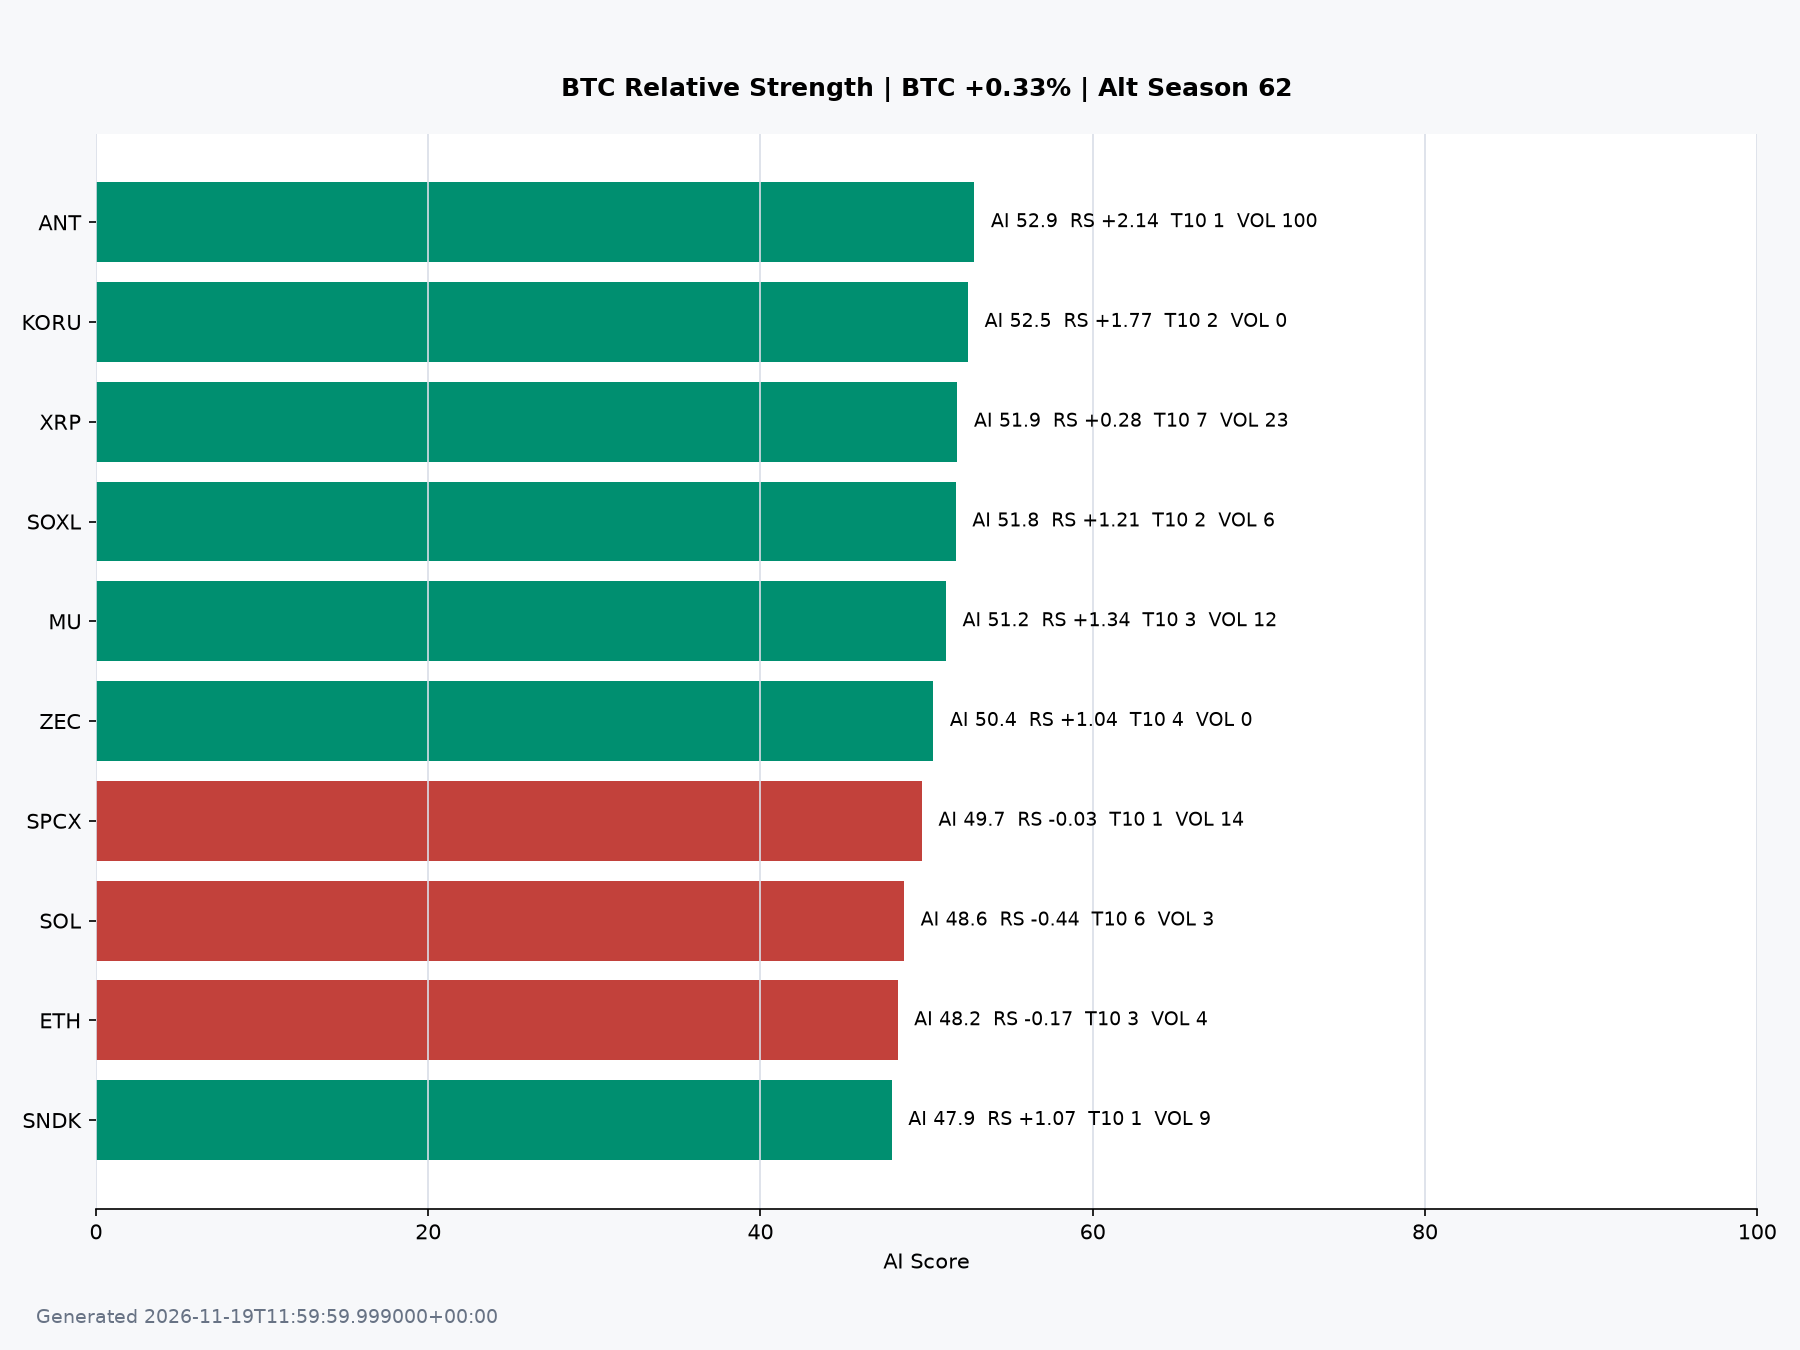 BTC Relative Strength | BTC +0.33% | Alt Season 62
ANT AI 52.9 RS +2.14 T10 1 VOL 100
KORU AI 52.5 RS +1.77 T10 2 VOL 0
XRP AI 51.9 RS +0.28 T10 7 VOL 23
SOXL AI 51.8 RS +1.21 T10 2 VOL 6
MU AI 51.2 RS +1.34 T10 3 VOL 12
ZEC AI 50.4 RS +1.04 T10 4 VOL 0
SPCX AI 49.7 RS -0.03 T10 1 VOL 14
SOL AI 48.6 RS -0.44 T10 6 VOL 3
ETH AI 48.2 RS -0.17 T10 3 VOL 4
SNDK AI 47.9 RS +1.07 T10 1 VOL 9
0 20 40 60 80 100
AI Score
Generated 2026-11-19T11:59:59.999000+00:00